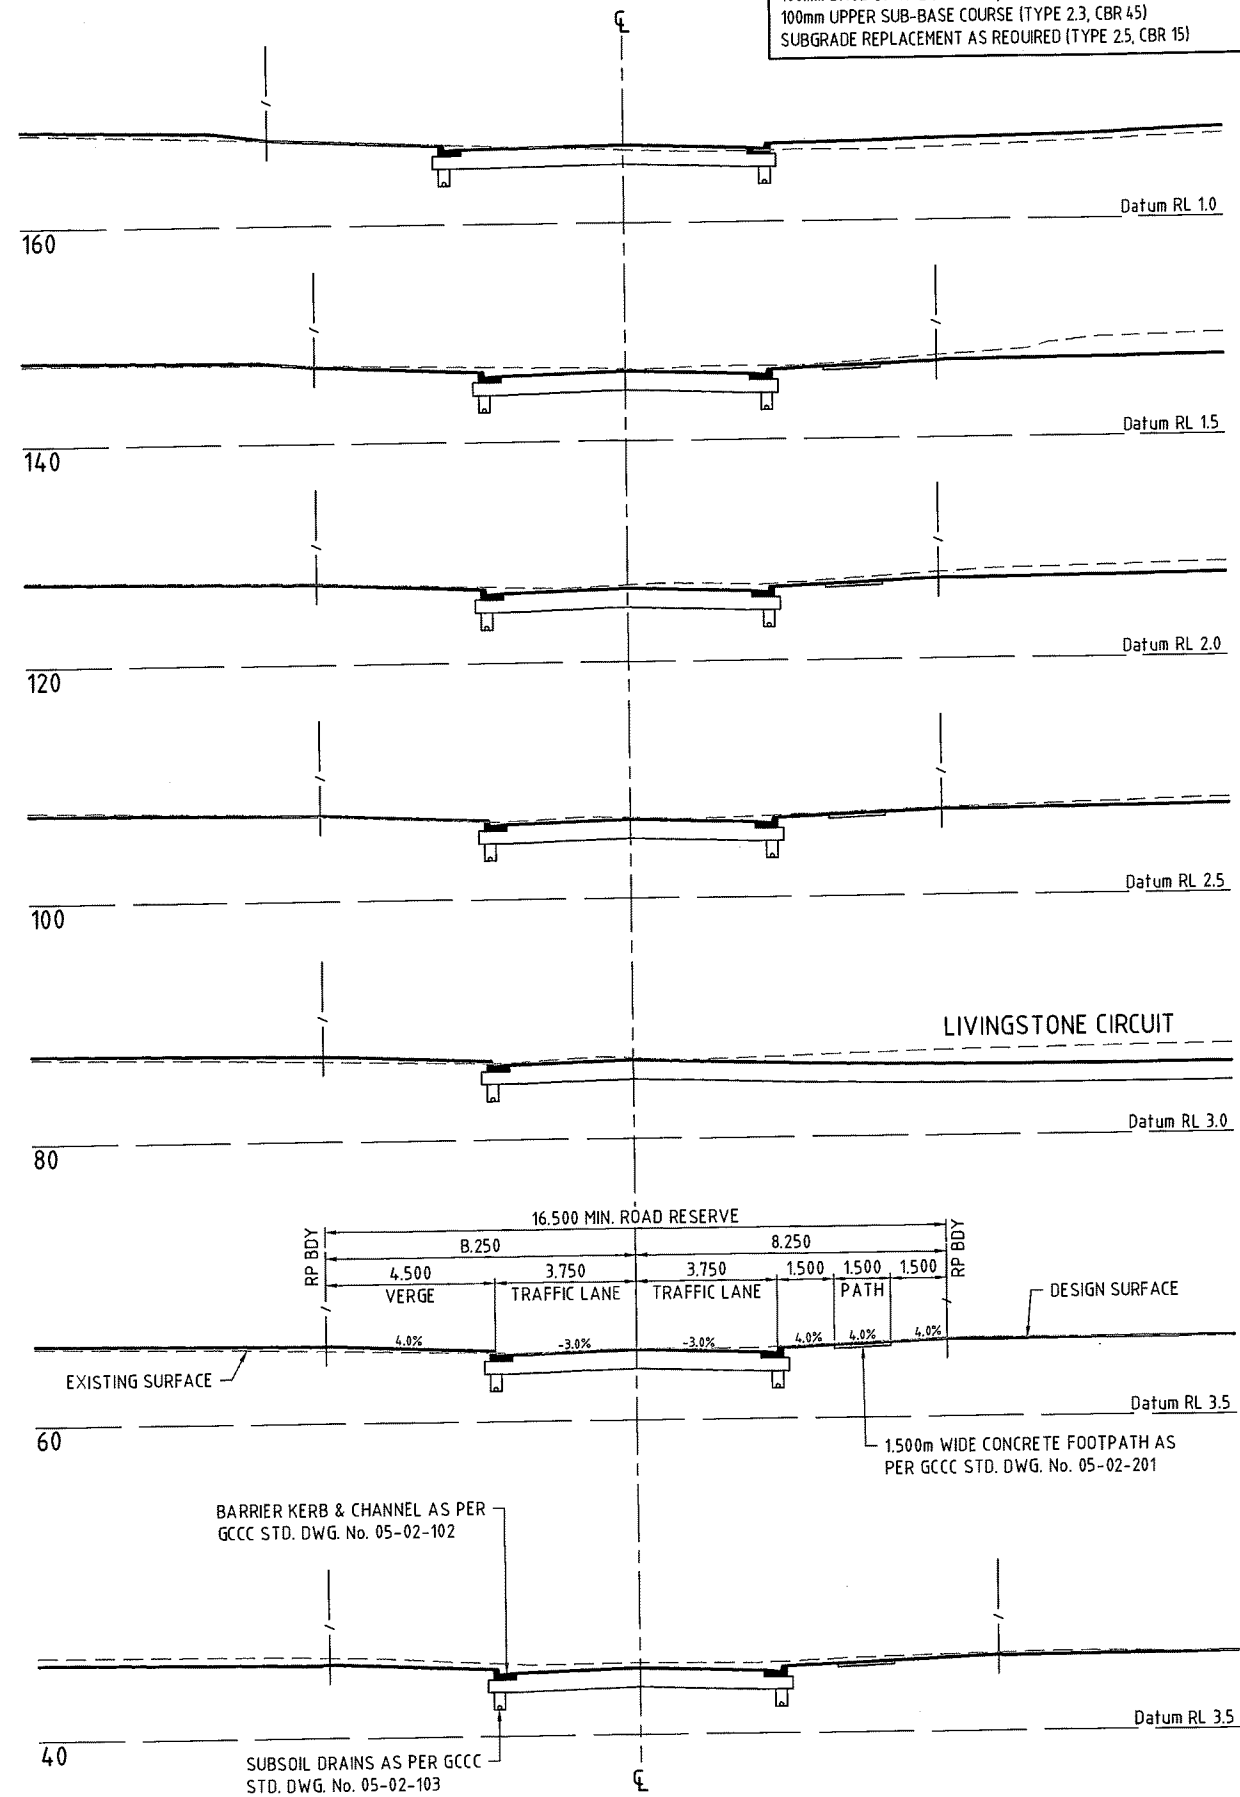 100mm UPPER SUB-BASE COURSE (TYPE 2.3, CBR 45)
SUBGRADE REPLACEMENT AS REQUIRED (TYPE 2.5, CBR 15)
℄
Datum RL 1.0
160
Datum RL 1.5
140
Datum RL 2.0
120
Datum RL 2.5
100
LIVINGSTONE CIRCUIT
Datum RL 3.0
80
16.500 MIN. ROAD RESERVE
RP BDY
8.250
8.250
RP BDY
4.500
3.750
3.750
1.500
1.500
1.500
VERGE
TRAFFIC LANE
TRAFFIC LANE
PATH
DESIGN SURFACE
4.0%
-3.0%
-3.0%
4.0%
4.0%
4.0%
EXISTING SURFACE
Datum RL 3.5
60
1.500m WIDE CONCRETE FOOTPATH AS
PER GCCC STD. DWG. No. 05-02-201
BARRIER KERB & CHANNEL AS PER
GCCC STD. DWG. No. 05-02-102
Datum RL 3.5
40
SUBSOIL DRAINS AS PER GCCC
STD. DWG. No. 05-02-103
℄